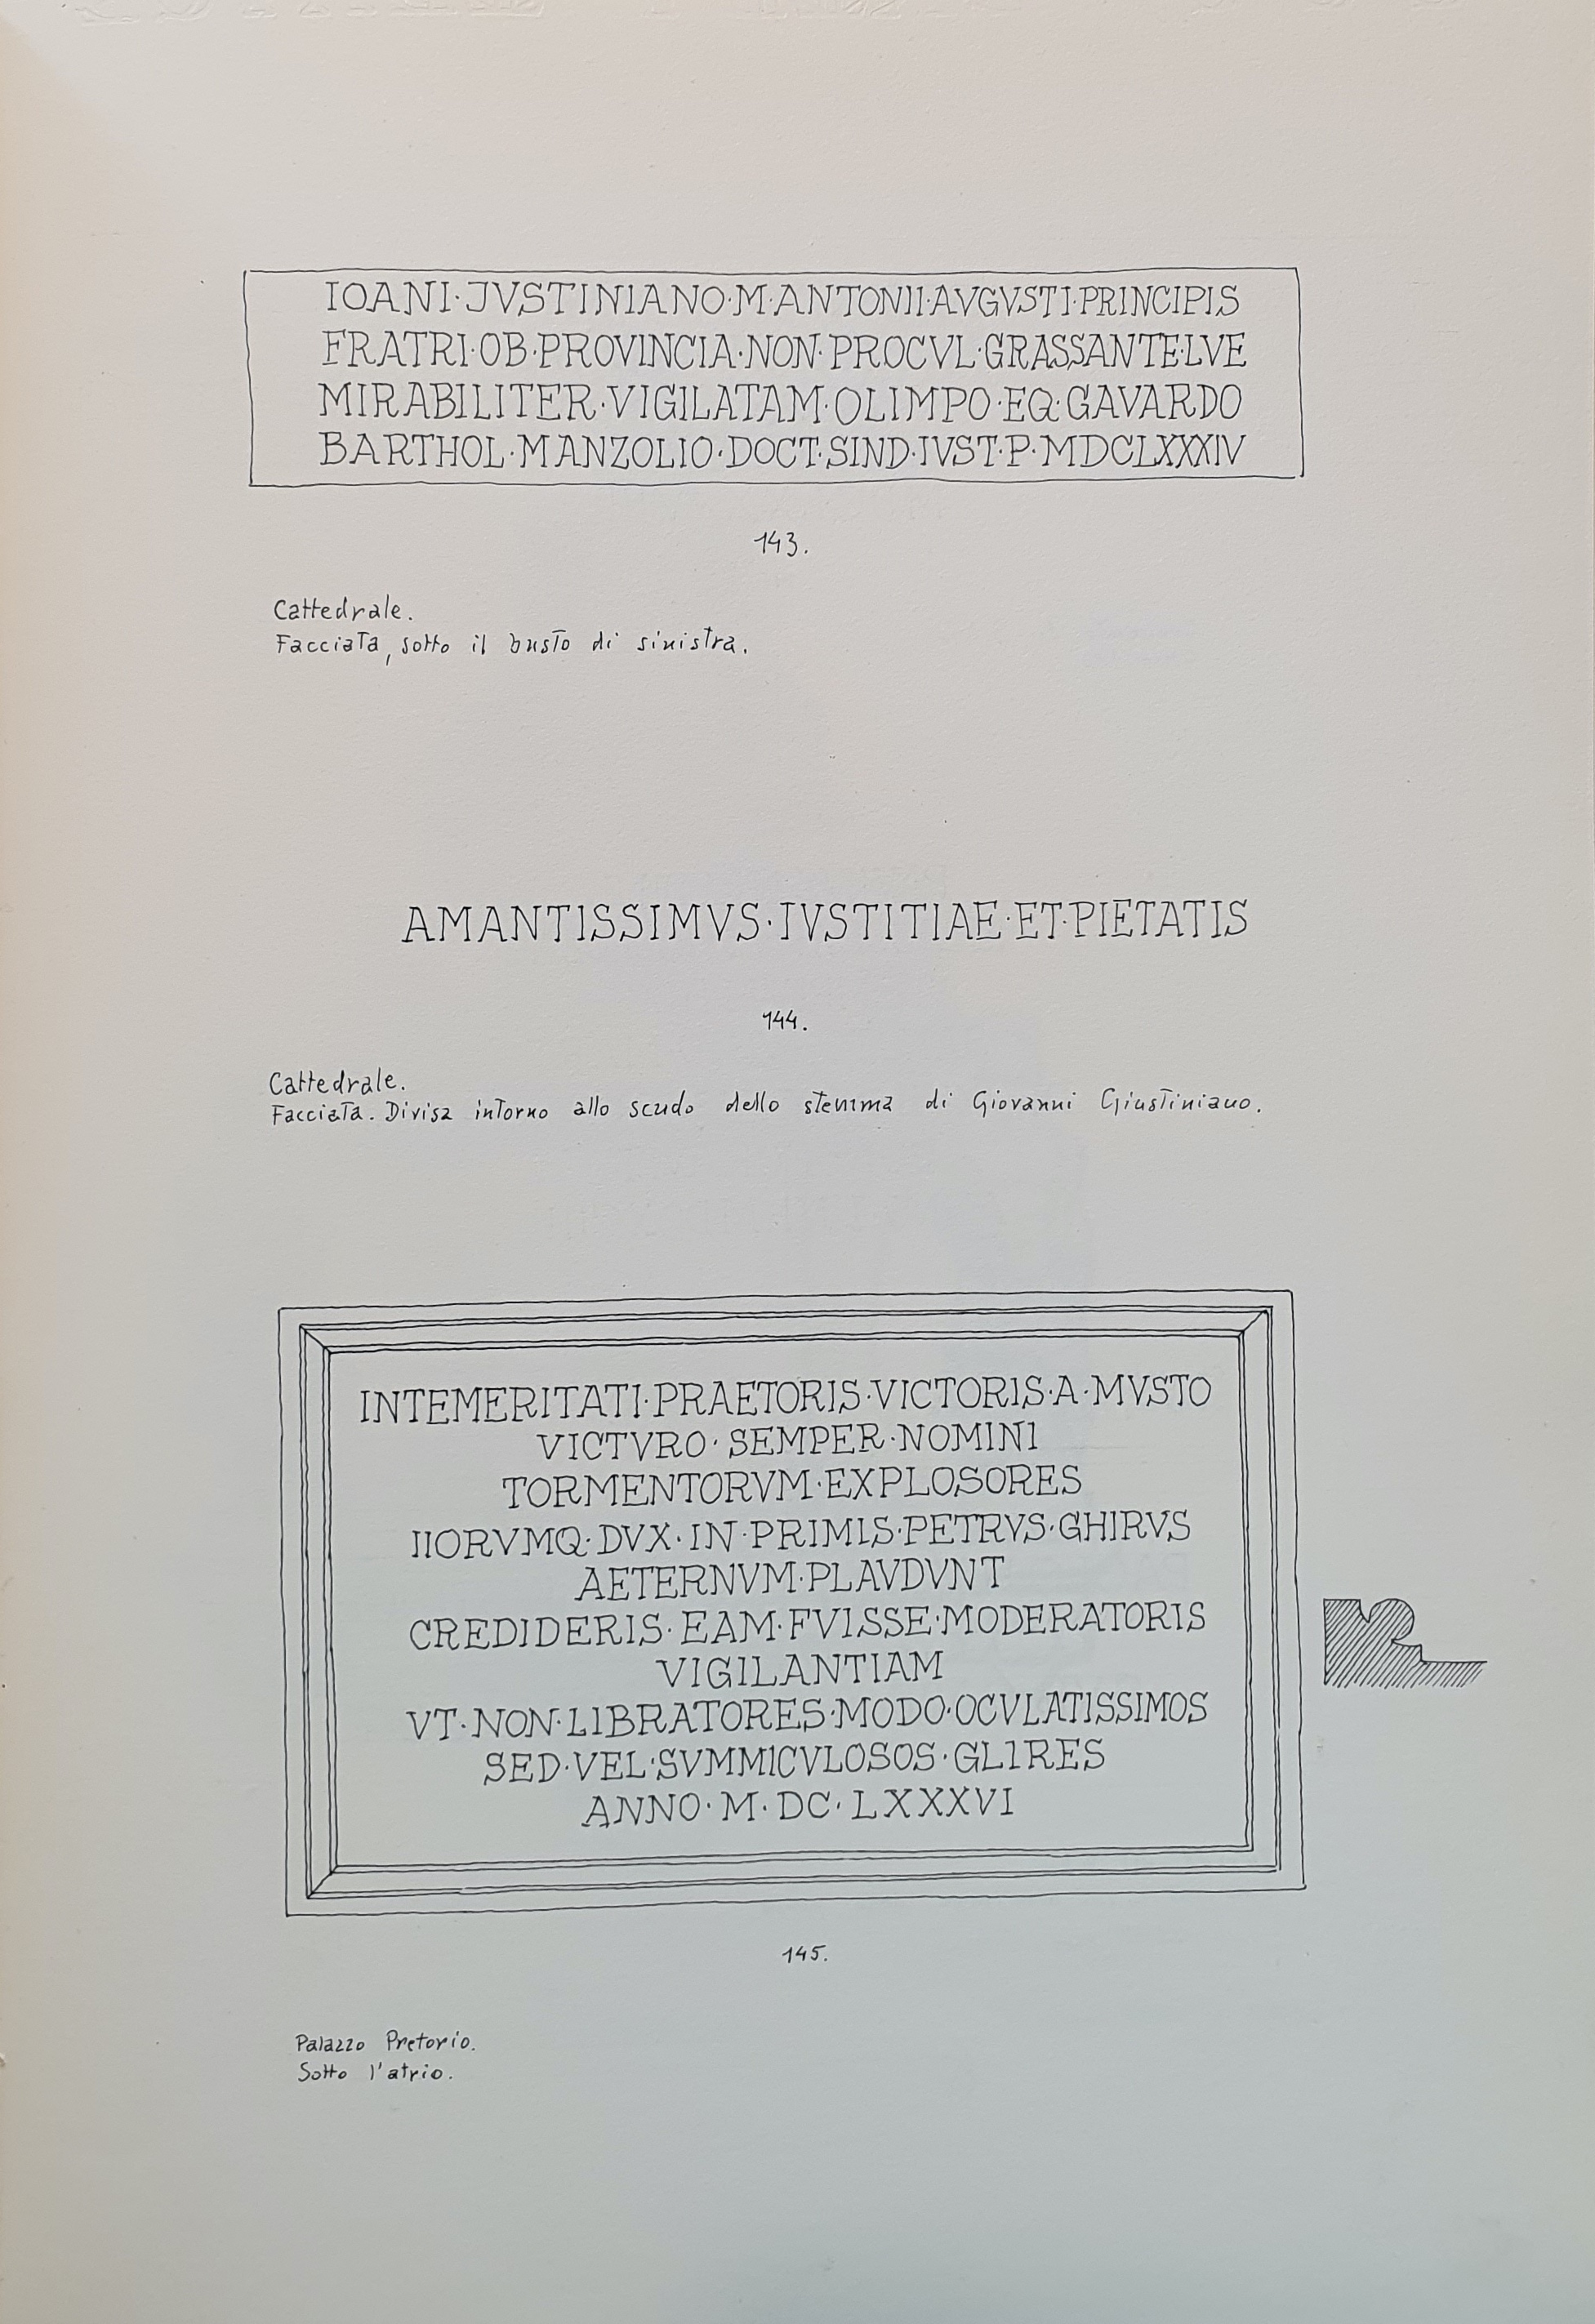 IOANI·JVSTINIANO·M·ANTONII·AVGVSTI·PRINCIPIS
FRATRI·OB·PROVINCIA·NON·PROCVL·GRASSANTE·LVE
MIRABILITER·VIGILATAM·OLIMPO·EQ·GAVARDO
BARTHOL·MANZOLIO·DOCT·SIND·IVST·P·MDCLXXXIV
143.
Cattedrale.
Facciata, sotto il busto di sinistra.
AMANTISSIMVS·IVSTITIAE·ET·PIETATIS
144.
Cattedrale.
Facciata. Divisa intorno allo scudo dello stemma di Giovanni Giustiniano.
INTEMERITATI·PRAETORIS·VICTORIS·A·MVSTO
VICTVRO·SEMPER·NOMINI
TORMENTORVM·EXPLOSORES
IIORVMQ·DVX·IN·PRIMIS·PETRVS·GHIRVS
AETERNVM·PLAVDVNT
CREDIDERIS·EAM·FVISSE·MODERATORIS
VIGILANTIAM
VT·NON·LIBRATORES·MODO·OCVLATISSIMOS
SED·VEL·SVMMICVLOSOS·GLIRES
ANNO·M·DC·LXXXVI
145.
Palazzo Pretorio.
Sotto l'atrio.